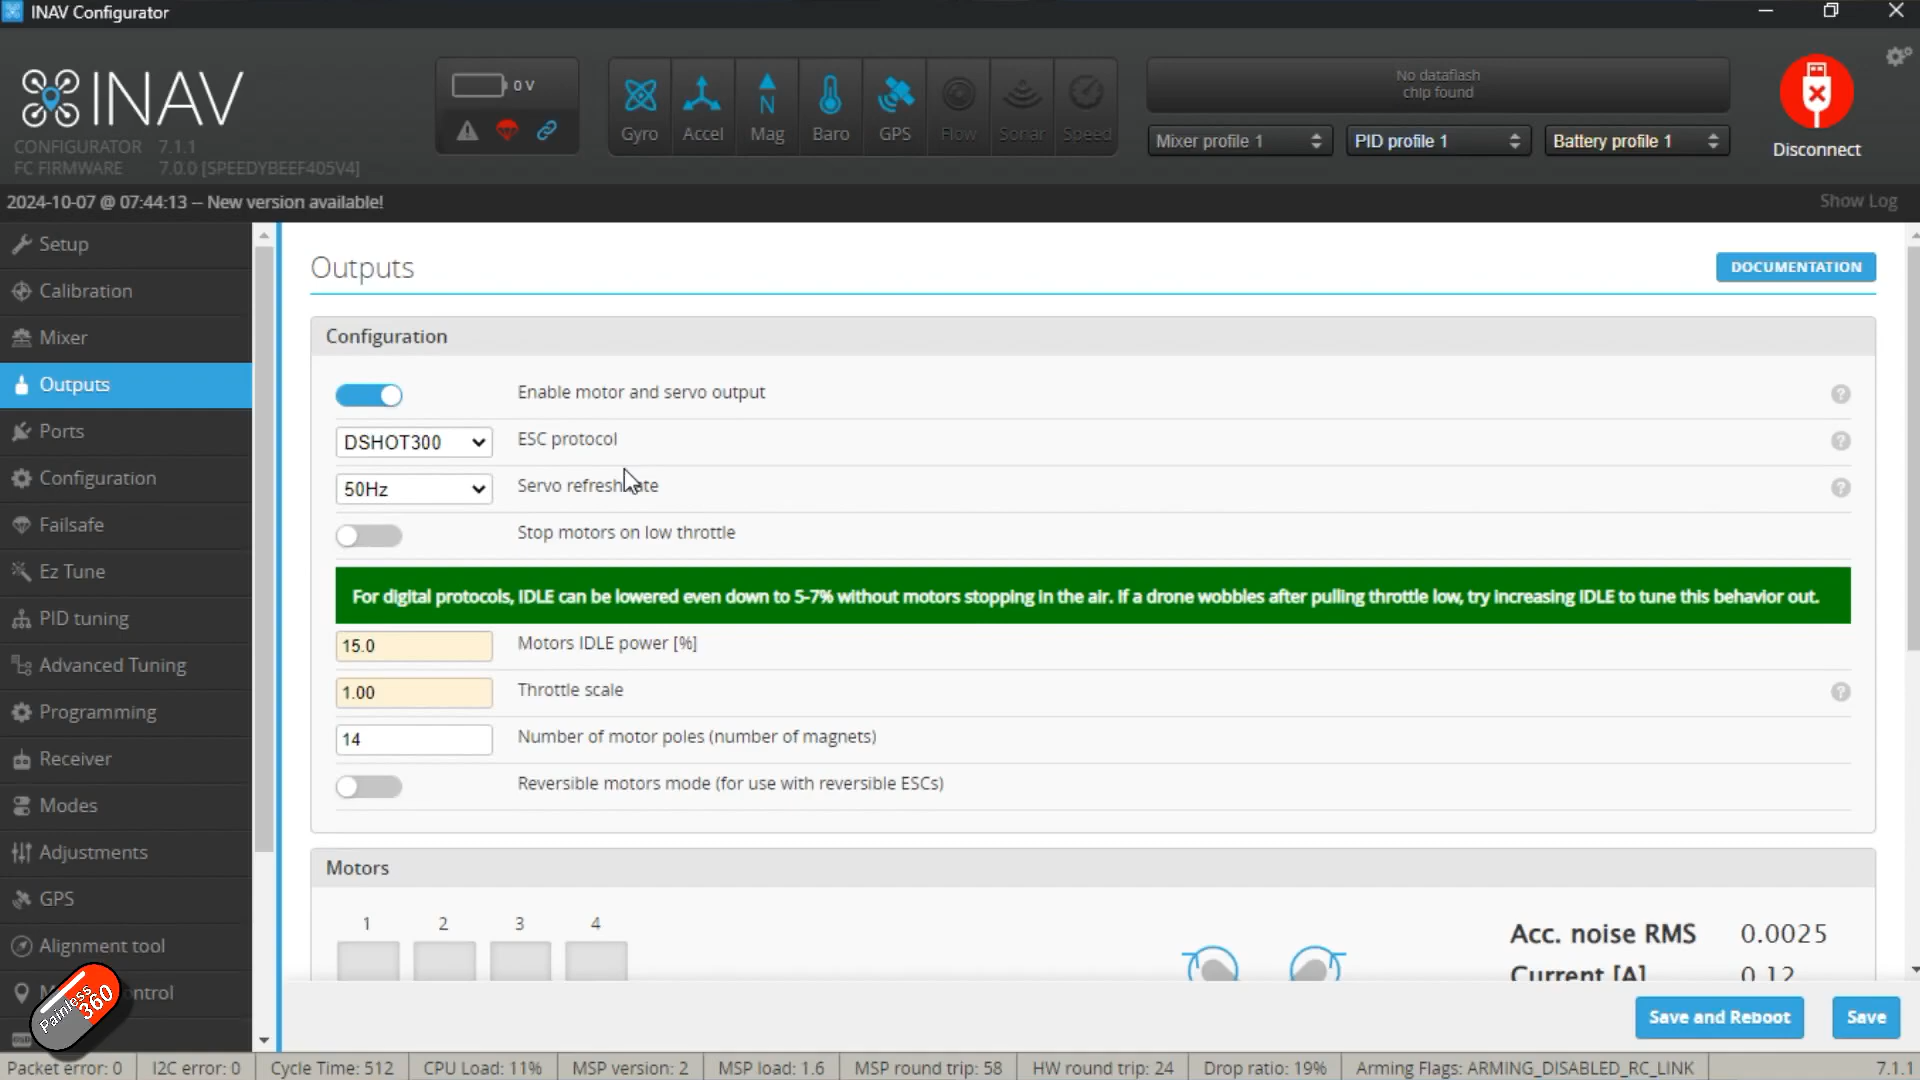 INAV Configurator
INAV
CONFIGURATOR 7.1.1
FC FIRMWARE 7.0.0 [SPEEDYBEEF405V4]
0 V
Gyro
Accel
N
Mag
Baro
GPS
Flow
Sonar
Speed
No dataflash
chip found
Mixer profile 1
PID profile 1
Battery profile 1
Disconnect
2024-10-07 @ 07:44:13 -- New version available!
Show Log
Setup
Calibration
Mixer
Outputs
Ports
Configuration
Failsafe
Ez Tune
PID tuning
Advanced Tuning
Programming
Receiver
Modes
Adjustments
GPS
Alignment tool
Painless
360
Outputs
DOCUMENTATION
Configuration
Enable motor and servo output
?
DSHOT300
ESC protocol
?
50Hz
Servo refresh
?
Stop motors on low throttle
For digital protocols, IDLE can be lowered even down to 5-7% without motors stopping in the air. If a drone wobbles after pulling throttle low, try increasing IDLE to tune this behavior out.
15.0
Motors IDLE power [%]
1.00
Throttle scale
?
14
Number of motor poles (number of magnets)
Reversible motors mode (for use with reversible ESCs)
Motors
1 2 3 4
Acc. noise RMS 0.0025
Current [A] 0.12
Save and Reboot
Save
Packet error: 0
I2C error: 0
Cycle Time: 512
CPU Load: 11%
MSP version: 2
MSP load: 1.6
MSP round trip: 58
HW round trip: 24
Drop ratio: 19%
Arming Flags: ARMING_DISABLED_RC_LINK
7.1.1